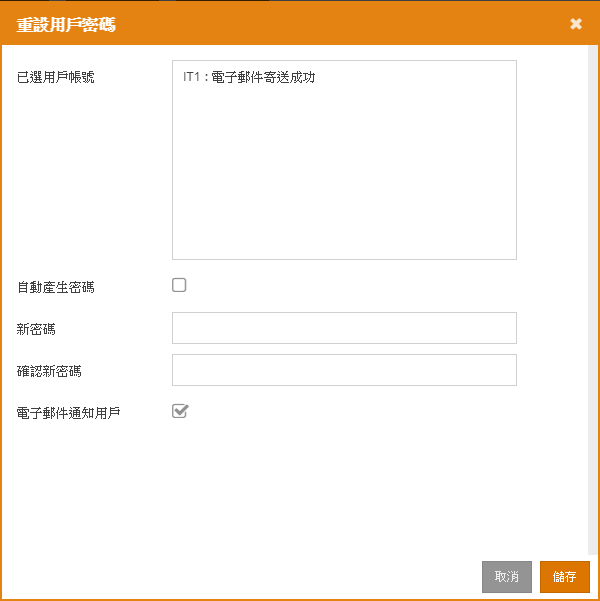 重設用戶密碼
已選用戶帳號
IT1 : 電子郵件寄送成功
自動產生密碼
新密碼
確認新密碼
電子郵件通知用戶
取消
儲存